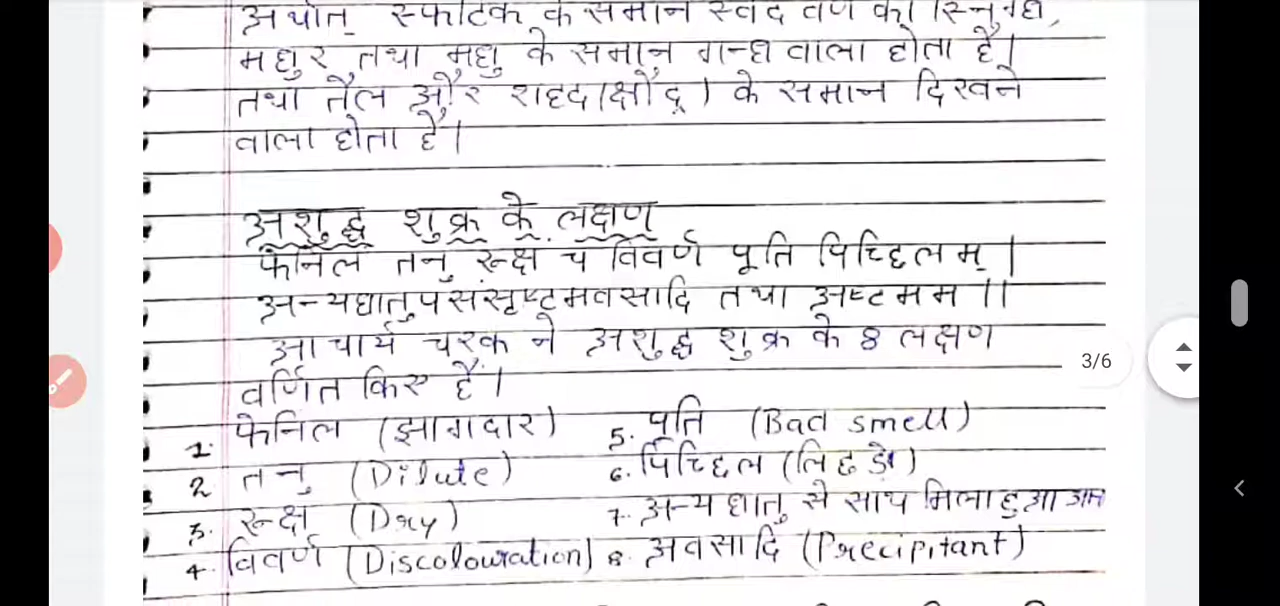 अर्थात् स्फटिक के समान स्वेद वर्ण का स्निग्ध,
मधुर तथा मधु के समान गन्ध वाला होता है।
तथा तैल और शहद (क्षौद्र) के समान दिखने
वाला होता है।
अशुद्ध शुक्र के लक्षण
फेनिल तनु रूक्ष च विवर्ण पूति पिच्छिलम्।
अन्यधातुपसंसृष्टमवसादि तथा अष्टमम।।
आचार्य चरक ने अशुद्ध शुक्र के 8 लक्षण
वर्णित किए हैं।
3/6
1. फेनिल (झागदार) 5. पूति (Bad smell)
2 तनु (Dilute) 6. पिच्छिल
3. रूक्ष (Dry) 7. अन्य धातु से साथ मिला हुआ
4. विवर्ण (Discolouration) 8. अवसादि (Precipitant)